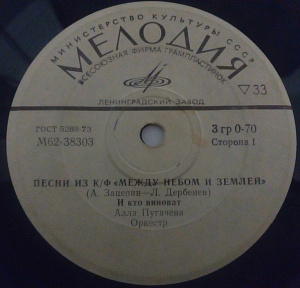 МИНИСТЕРСТВО КУЛЬТУРЫ СССР
МЕЛОДИЯ
ВСЕСОЮЗНАЯ ФИРМА ГРАМПЛАСТИНОК
ЛЕНИНГРАДСКИЙ ЗАВОД
▽33
ГОСТ 5289-73
М62-38303
3 гр 0-70
Сторона 1
ПЕСНИ ИЗ К/Ф «МЕЖДУ НЕБОМ И ЗЕМЛЕЙ»
(А. Зацепин—Л. Дербенев)
И кто виноват
Алла Пугачева
Оркестр